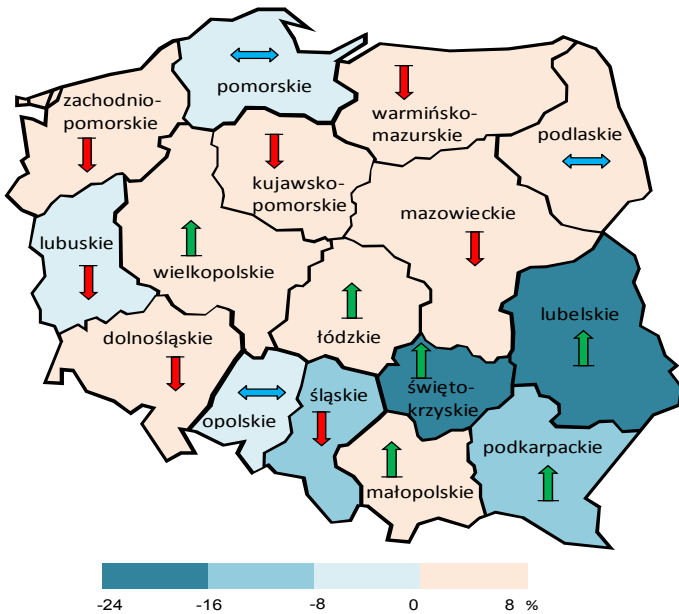 pomorskie
zachodnio-
pomorskie
warmińsko-
mazurskie
podlaskie
kujawsko-
pomorskie
mazowieckie
lubuskie
wielkopolskie
lubelskie
dolnośląskie
łódzkie
opolskie
śląskie
święto-
krzyskie
podkarpackie
małopolskie
-24 -16 -8 0 8 %